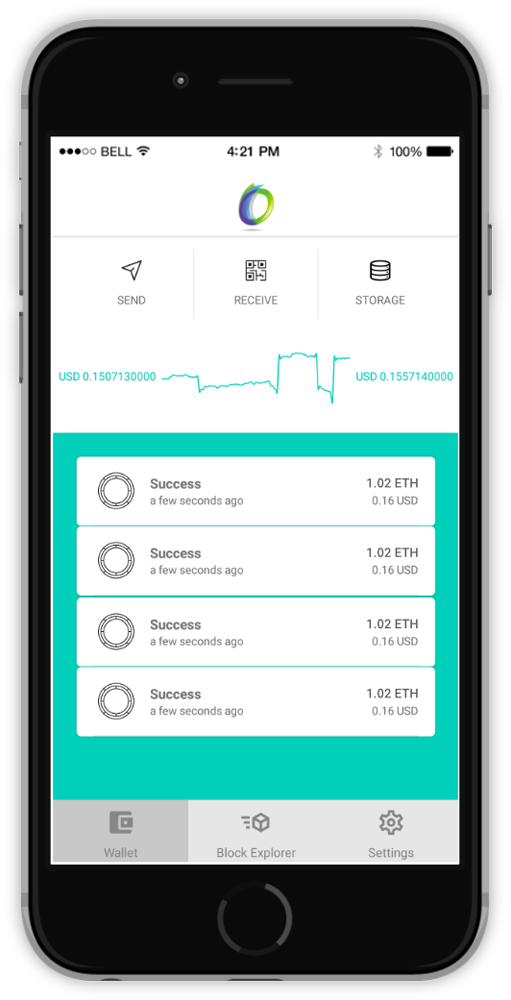 BELL 4:21 PM 100%
SEND RECEIVE STORAGE
USD 0.1507130000 USD 0.1557140000
Success 1.02 ETH
a few seconds ago 0.16 USD
Success 1.02 ETH
a few seconds ago 0.16 USD
Success 1.02 ETH
a few seconds ago 0.16 USD
Success 1.02 ETH
a few seconds ago 0.16 USD
Wallet Block Explorer Settings